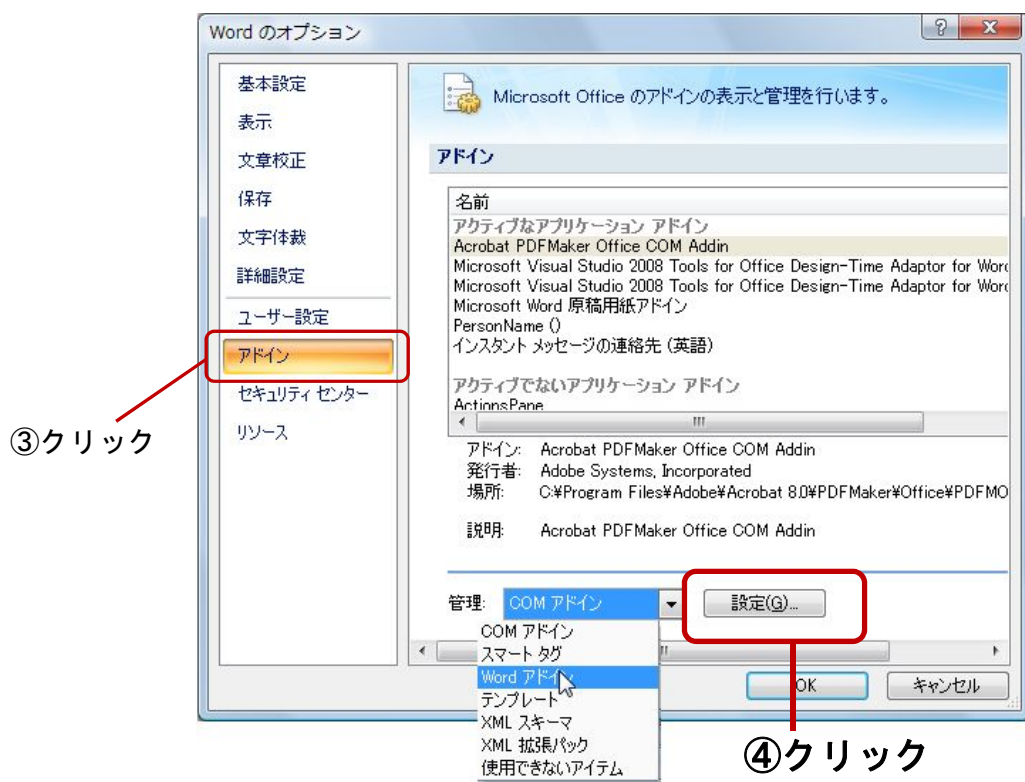 Word のオプション
基本設定
表示
文章校正
保存
文字体裁
詳細設定
ユーザー設定
アドイン
セキュリティ センター
リソース
③クリック
Microsoft Office のアドインの表示と管理を行います。
アドイン
名前
アクティブなアプリケーション アドイン
Acrobat PDFMaker Office COM Addin
Microsoft Visual Studio 2008 Tools for Office Design-Time Adaptor for Word
Microsoft Visual Studio 2008 Tools for Office Design-Time Adaptor for Word
Microsoft Word 原稿用紙アドイン
PersonName ()
インスタント メッセージの連絡先 (英語)
アクティブでないアプリケーション アドイン
ActionsPane
アドイン: Acrobat PDFMaker Office COM Addin
発行者: Adobe Systems, Incorporated
場所: C:¥Program Files¥Adobe¥Acrobat 8.0¥PDFMaker¥Office¥PDFMO
説明: Acrobat PDFMaker Office COM Addin
管理: COM アドイン 設定(G)...
COM アドイン
スマート タグ
Word アドイン
テンプレート
XML スキーマ
XML 拡張パック
使用できないアイテム
OK キャンセル
④クリック